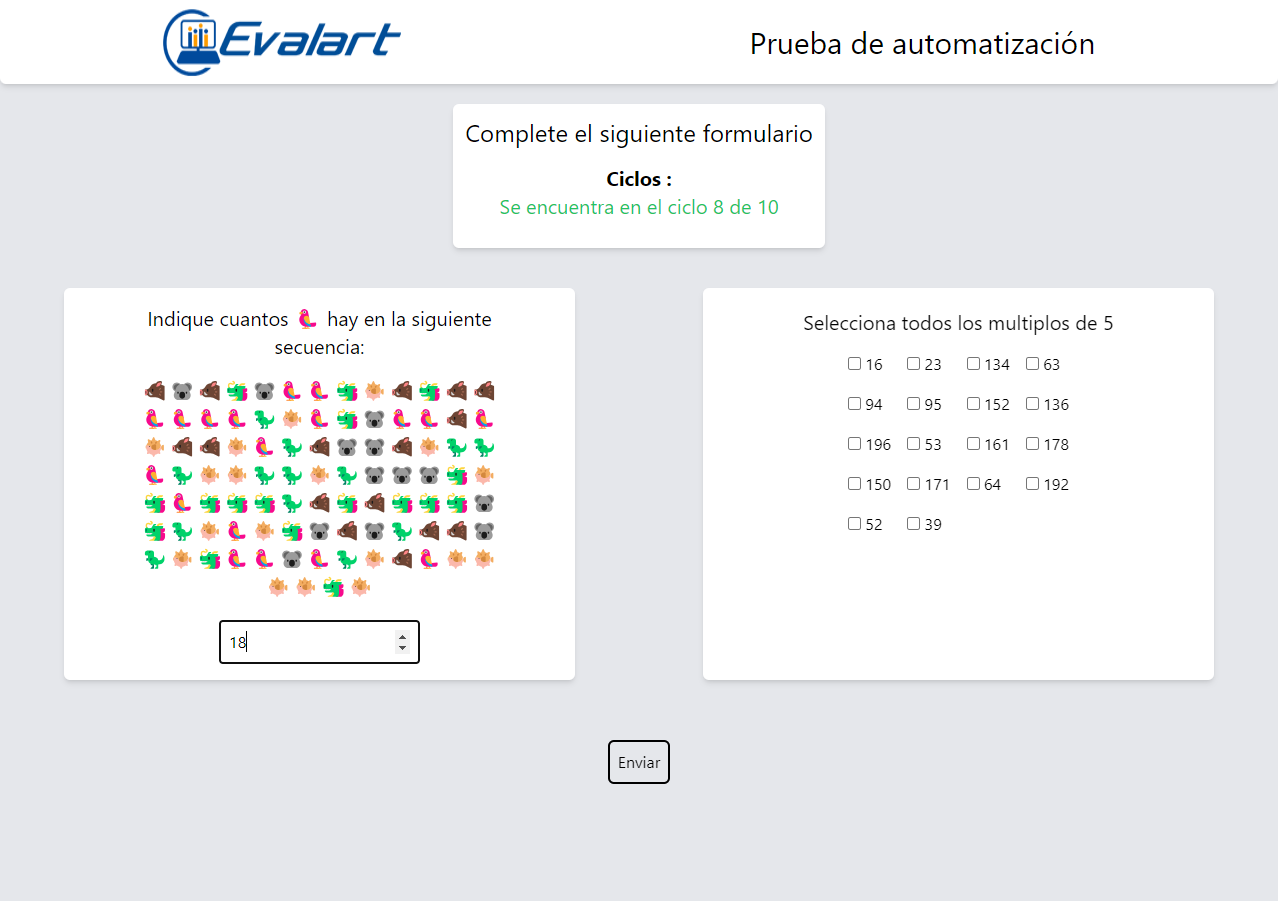 Evalart
Prueba de automatización
Complete el siguiente formulario
Ciclos :
Se encuentra en el ciclo 8 de 10
Indique cuantos hay en la siguiente
secuencia:
18
Selecciona todos los multiplos de 5
16 23 134 63
94 95 152 136
196 53 161 178
150 171 64 192
52 39
Enviar